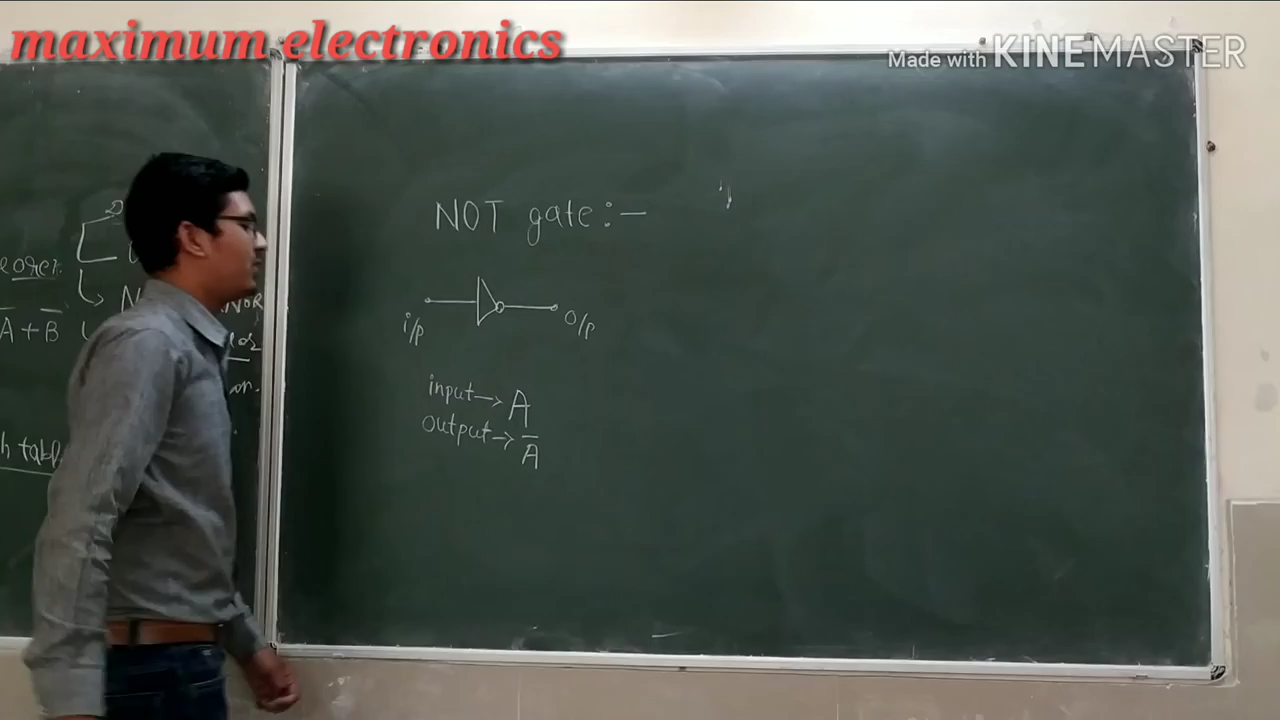 maximum electronics
Made with KINEMASTER
A + B
NOT gate :-
i/p
o/p
input → A
output → A̅